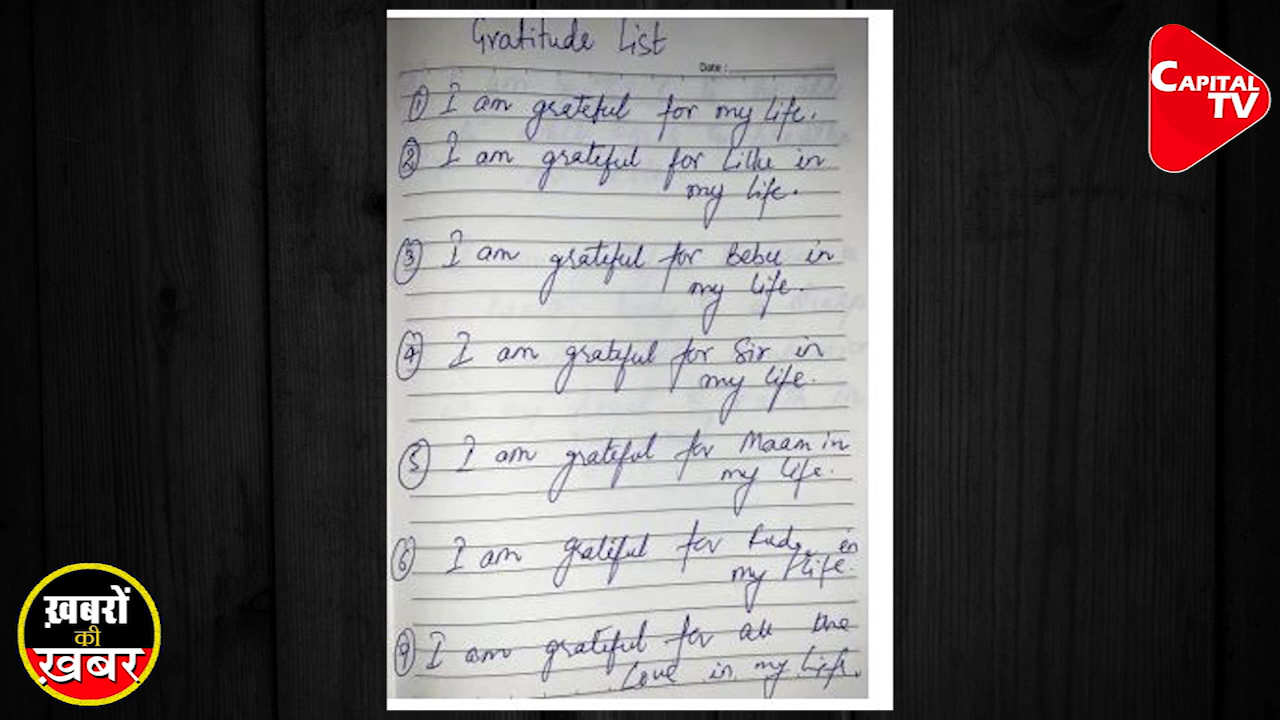 Gratitude List
Date :
① I am grateful for my life.
② I am grateful for Lillu in
my life.
③ I am grateful for Bebu in
my life.
④ I am grateful for Sir in
my life.
⑤ I am grateful for Maam in
my life.
⑥ I am grateful for in
my life.
⑦ I am grateful for all the
Love in my life.
CAPITAL
TV
ख़बरों
की
ख़बर